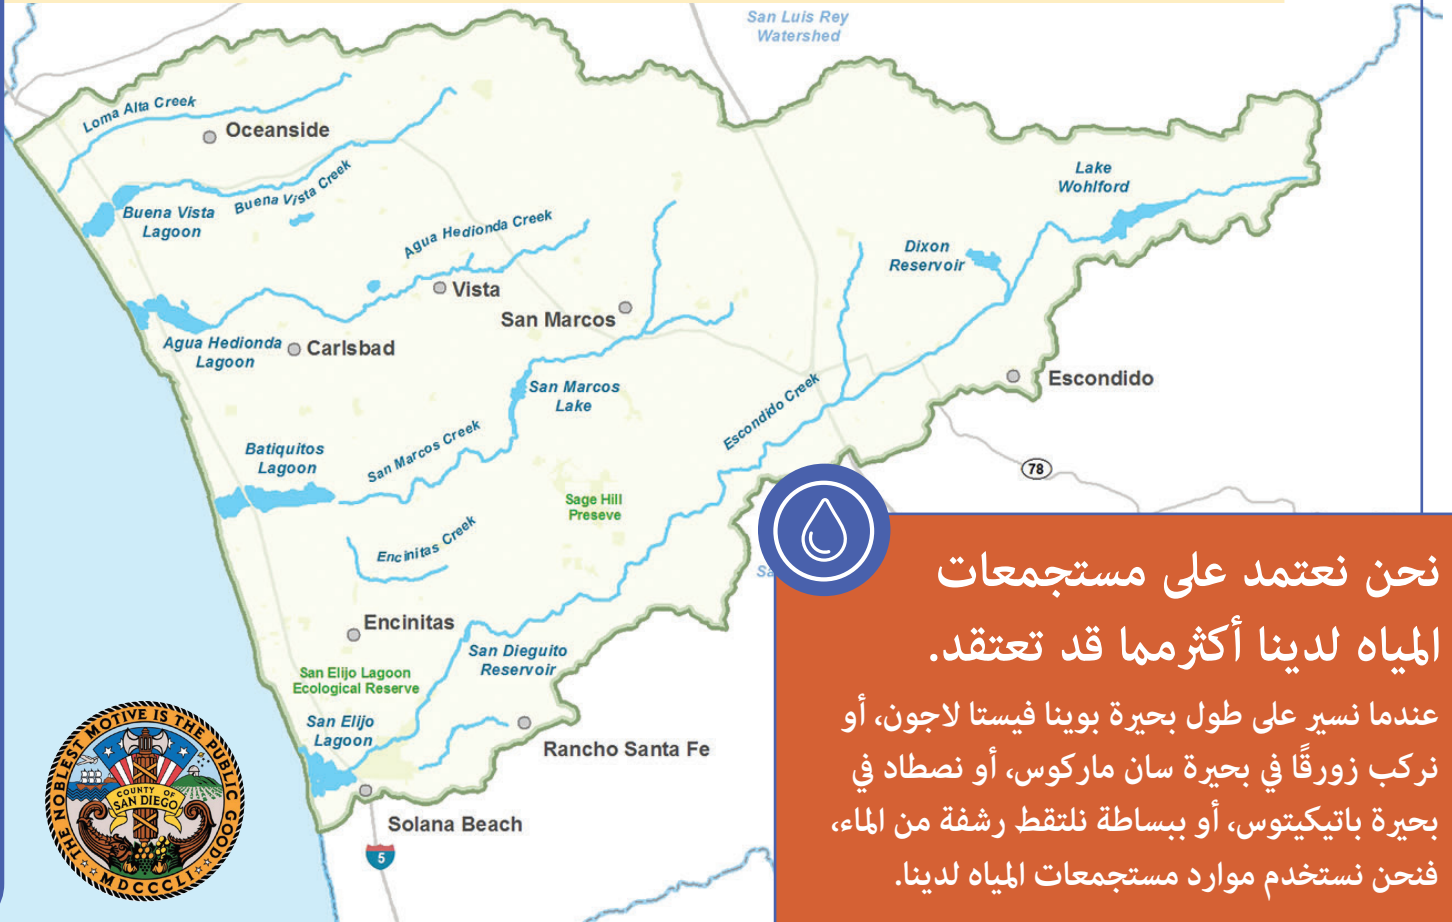 San Luis Rey
Watershed
Loma Alta Creek
Oceanside
Buena Vista
Lagoon
Buena Vista Creek
Agua Hedionda Creek
Lake
Wohlford
Dixon
Reservoir
Vista
San Marcos
Agua Hedionda
Lagoon
Carlsbad
San Marcos
Lake
Escondido
Escondido Creek
Batiquitos
Lagoon
San Marcos Creek
78
Sage Hill
Preseve
Encinitas Creek
Encinitas
San Dieguito
Reservoir
San Elijo Lagoon
Ecological Reserve
San Elijo
Lagoon
Rancho Santa Fe
Solana Beach
5
THE NOBLEST MOTIVE IS THE PUBLIC GOOD
COUNTY OF
SAN DIEGO
MDCCCLI
نحن نعتمد على مستجمعات
المياه لدينا أكثر مما قد تعتقد.
عندما نسير على طول بحيرة بوينا فيستا لاجون، أو
نركب زورقًا في بحيرة سان ماركوس، أو نصطاد في
بحيرة باتيكيتوس، أو ببساطة نلتقط رشفة من الماء،
فنحن نستخدم موارد مستجمعات المياه لدينا.